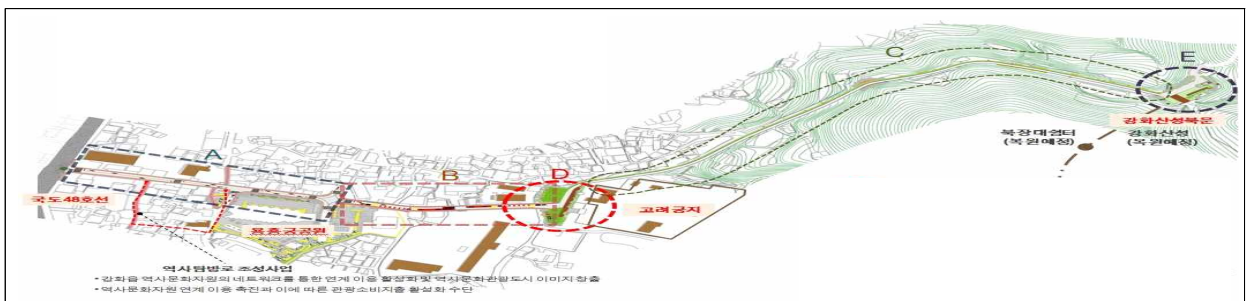 C
E
강화산성북문
북장대쉼터
(복원예정)
강화산성
(복원예정)
A
B
D
국도48호선
용흥궁공원
고려궁지
역사탐방로 조성사업
• 강화읍 역사문화자원의 네트워크를 통한 연계 이용 활성화 및 역사문화관광도시 이미지 창출
• 역사문화자원 연계 이용 촉진과 이에 따른 관광소비지출 활성화 수단